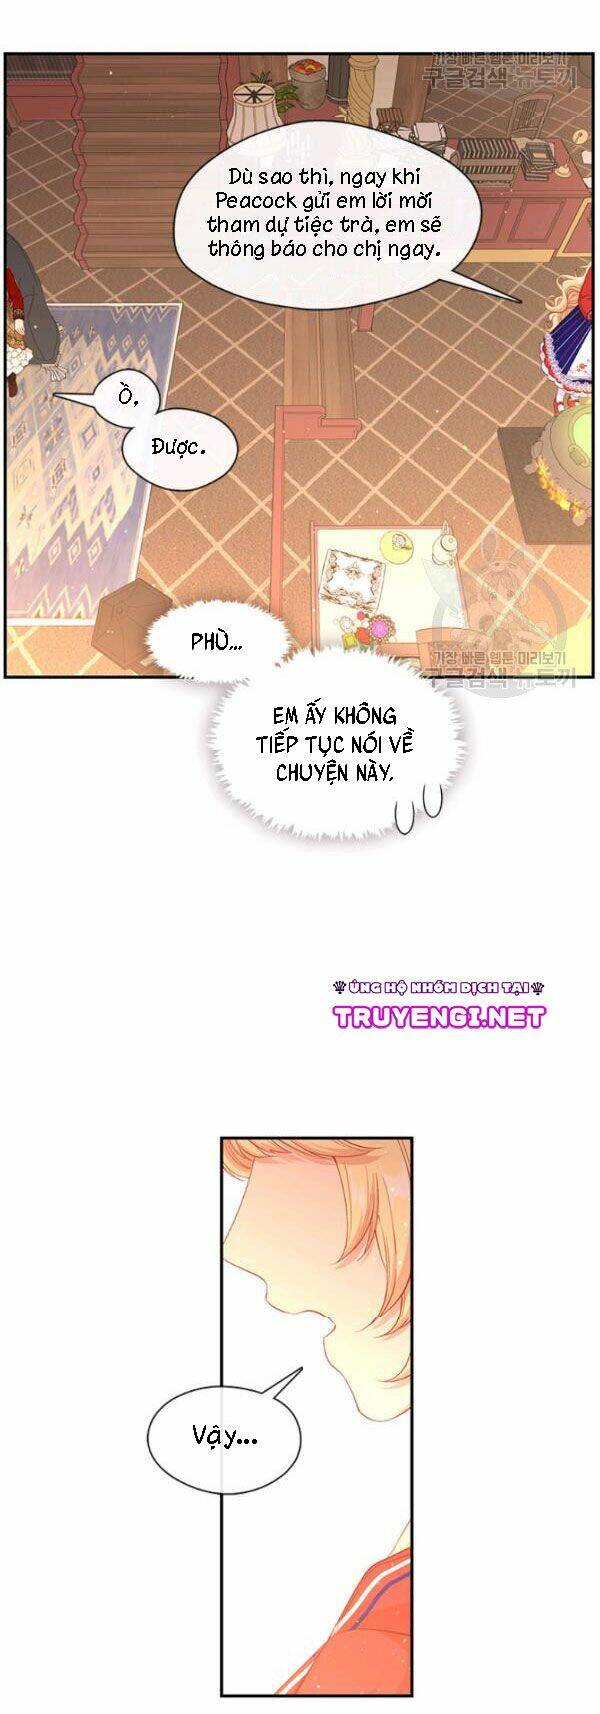 가장 빠른 웹툰 미리보기
구글검색 뉴토끼
Dù sao thì, ngay khi
Peacock gửi em lời mời
tham dự tiệc trà, em sẽ
thông báo cho chị ngay.
Ồ,
Được.
PHÙ...
가장 빠른 웹툰 미리보기
구글검색 뉴토끼
EM ẤY KHÔNG
TIẾP TỤC NÓI VỀ
CHUYỆN NÀY.
ỦNG HỘ NHÓM DỊCH TẠI
TRUYENGI.NET
Vậy...